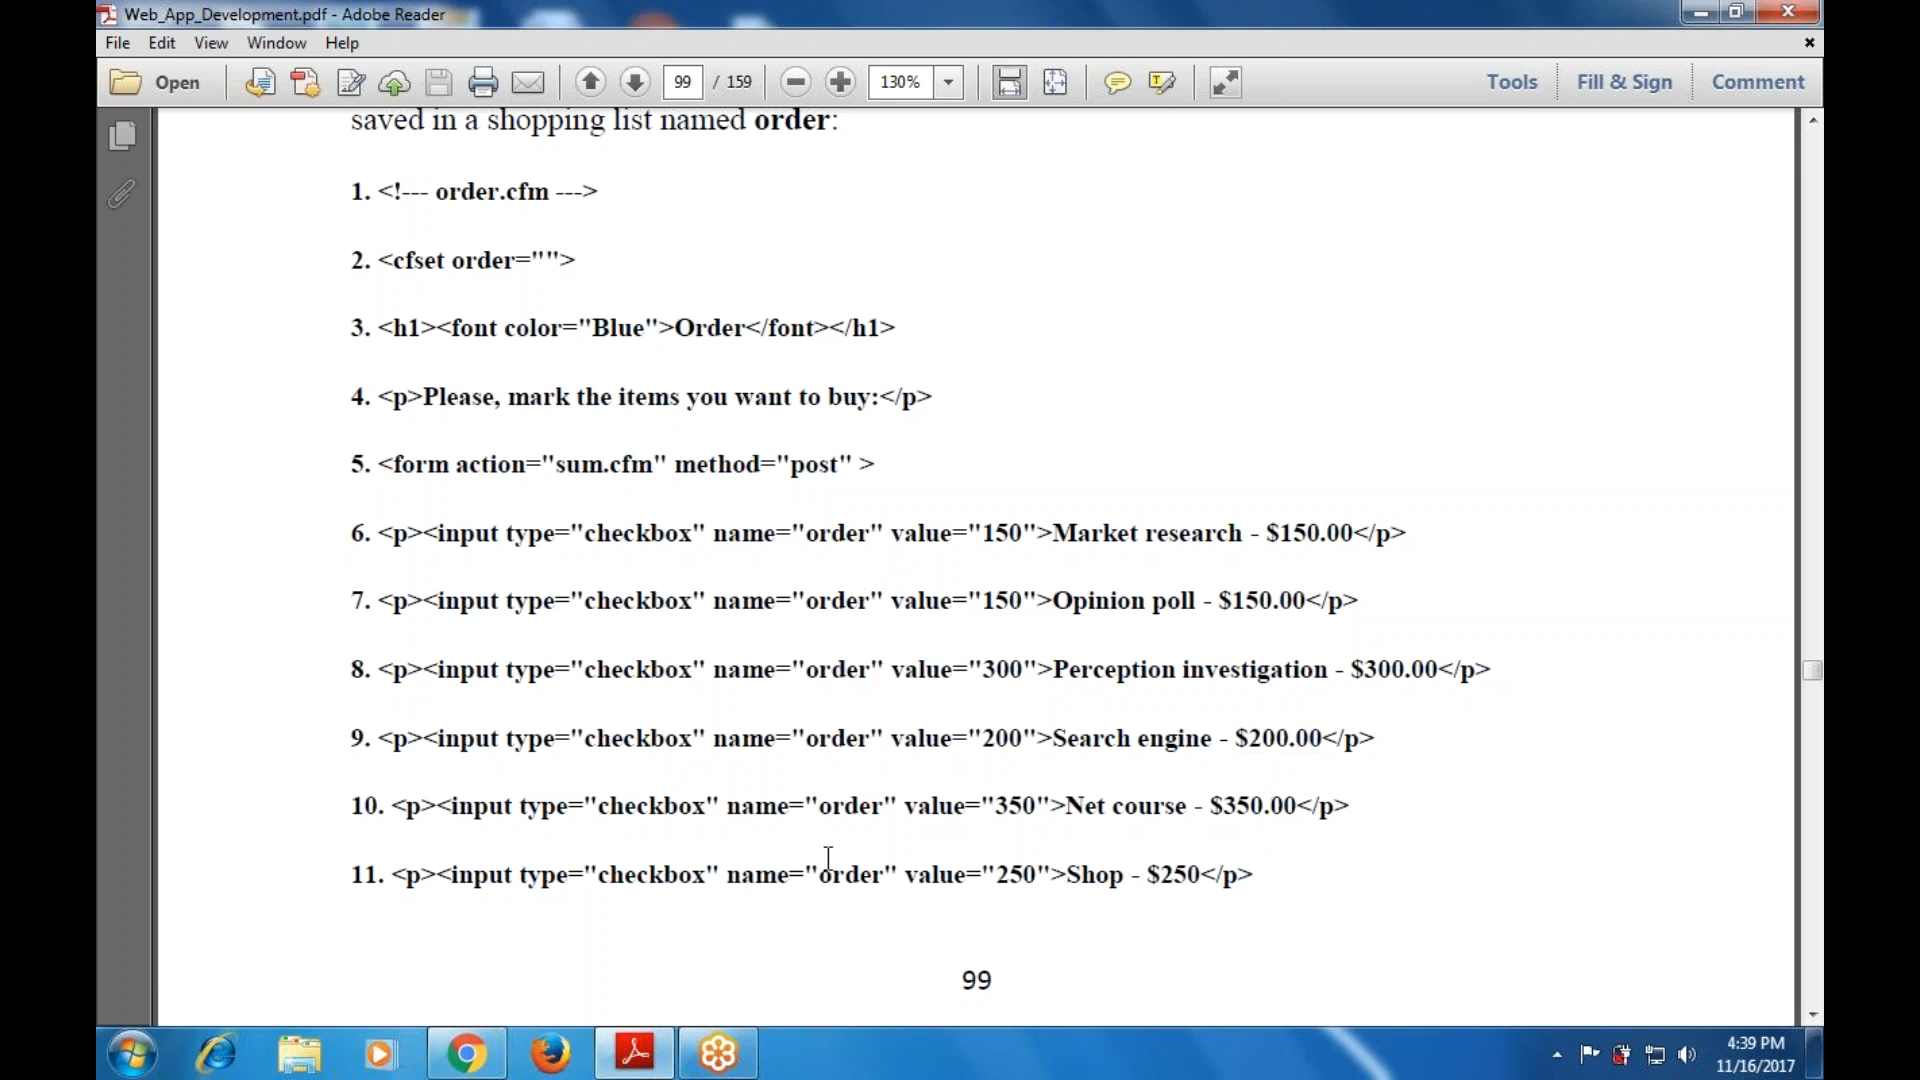 Web_App_Development.pdf - Adobe Reader
File Edit View Window Help
Open 99 / 159 130% Tools Fill & Sign Comment
saved in a shopping list named order:
1. <!--- order.cfm --->
2. <cfset order="">
3. <h1><font color="Blue">Order</font></h1>
4. <p>Please, mark the items you want to buy:</p>
5. <form action="sum.cfm" method="post" >
6. <p><input type="checkbox" name="order" value="150">Market research - $150.00</p>
7. <p><input type="checkbox" name="order" value="150">Opinion poll - $150.00</p>
8. <p><input type="checkbox" name="order" value="300">Perception investigation - $300.00</p>
9. <p><input type="checkbox" name="order" value="200">Search engine - $200.00</p>
10. <p><input type="checkbox" name="order" value="350">Net course - $350.00</p>
11. <p><input type="checkbox" name="order" value="250">Shop - $250</p>
99
4:39 PM
11/16/2017